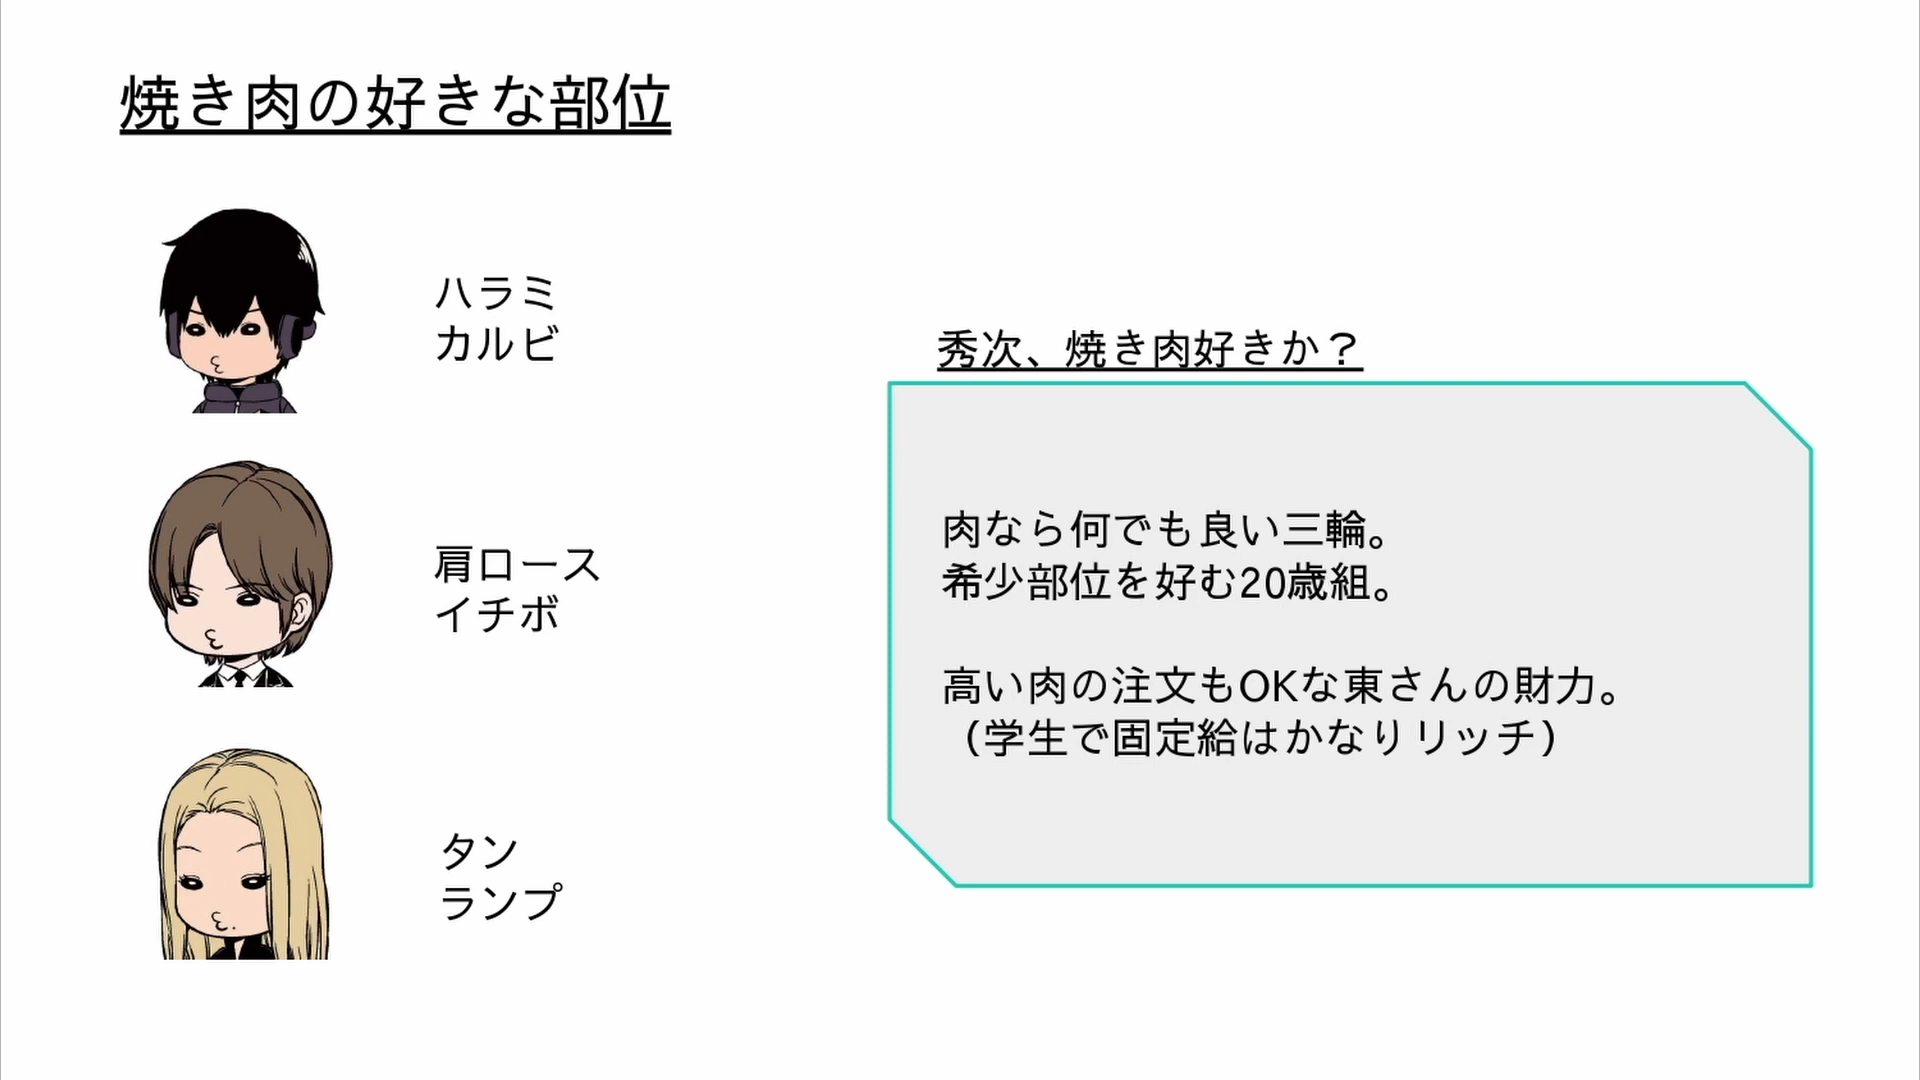 焼き肉の好きな部位
ハラミ
カルビ
肩ロース
イチボ
タン
ランプ
秀次、焼き肉好きか？
肉なら何でも良い三輪。
希少部位を好む20歳組。
高い肉の注文もOKな東さんの財力。
（学生で固定給はかなりリッチ）